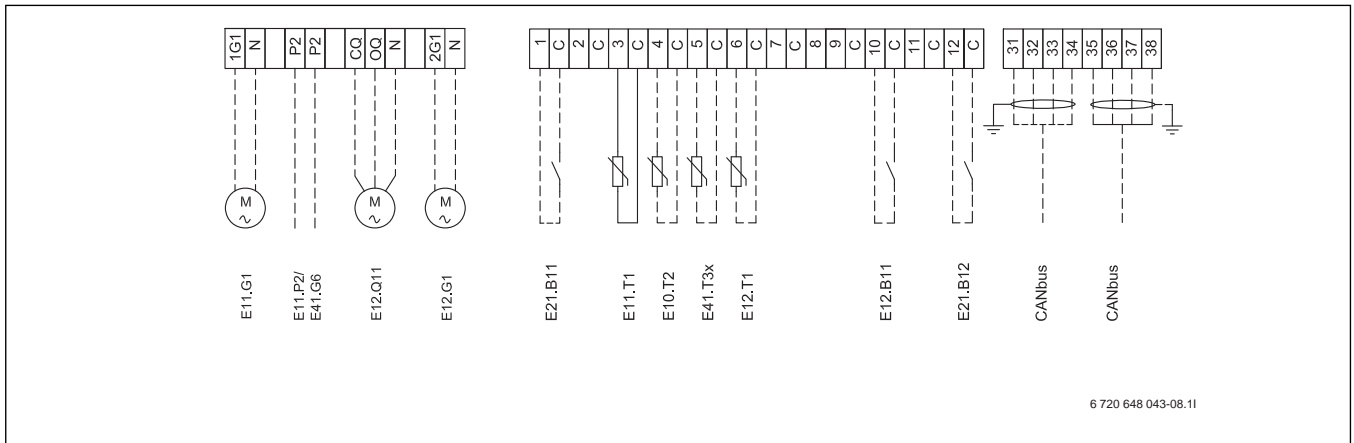 1G1 N P2 P2 CQ OQ N 2G1 N
1 C 2 C 3 C 4 C 5 C 6 C 7 C 8 9 C 10 C 11 C 12 C
31 32 33 34 35 36 37 38
M
M
M
E11.G1
E11.P2/
E41.G6
E12.Q11
E12.G1
E21.B11
E11.T1
E10.T2
E41.T3x
E12.T1
E12.B11
E21.B12
CANbus
CANbus
6 720 648 043-08.1I